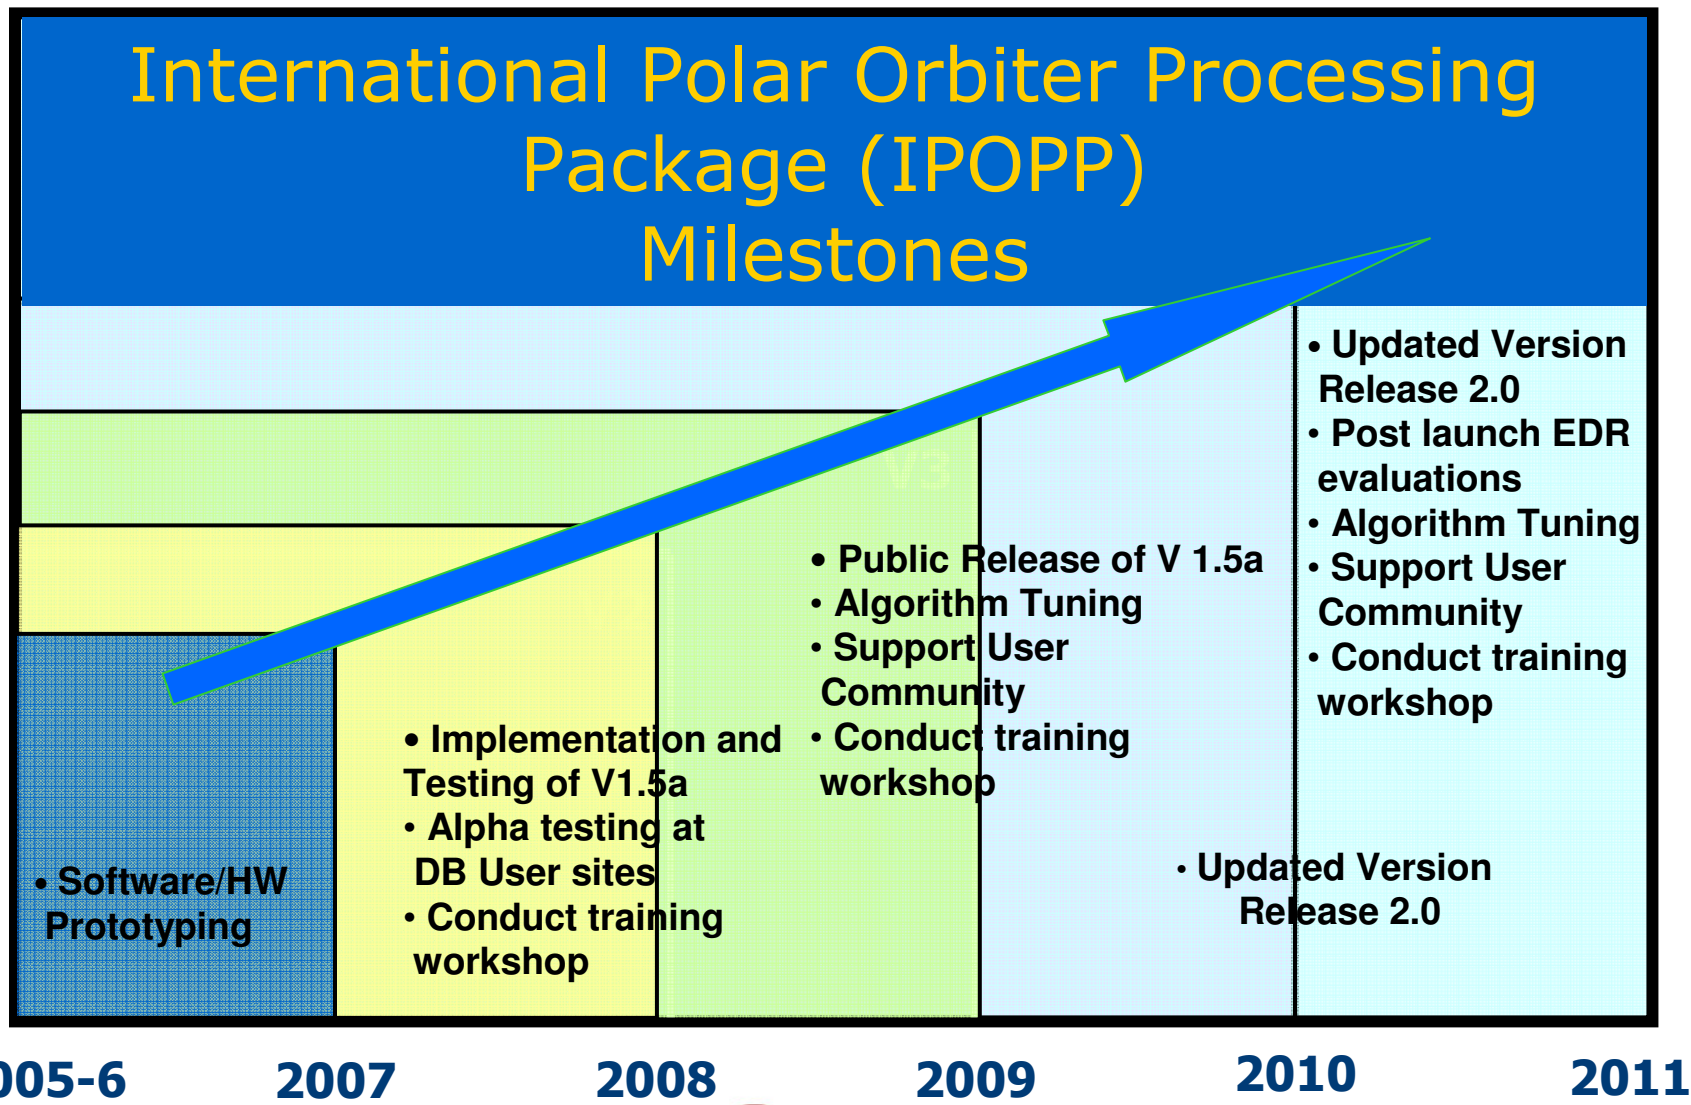 International Polar Orbiter Processing
Package (IPOPP)
Milestones
• Software/HW
Prototyping
• Implementation and
Testing of V1.5a
• Alpha testing at
DB User sites
• Conduct training
workshop
V3
• Public Release of V 1.5a
• Algorithm Tuning
• Support User
Community
• Conduct training
workshop
• Updated Version
Release 2.0
• Updated Version
Release 2.0
• Post launch EDR
evaluations
• Algorithm Tuning
• Support User
Community
• Conduct training
workshop
005-6 2007 2008 2009 2010 2011